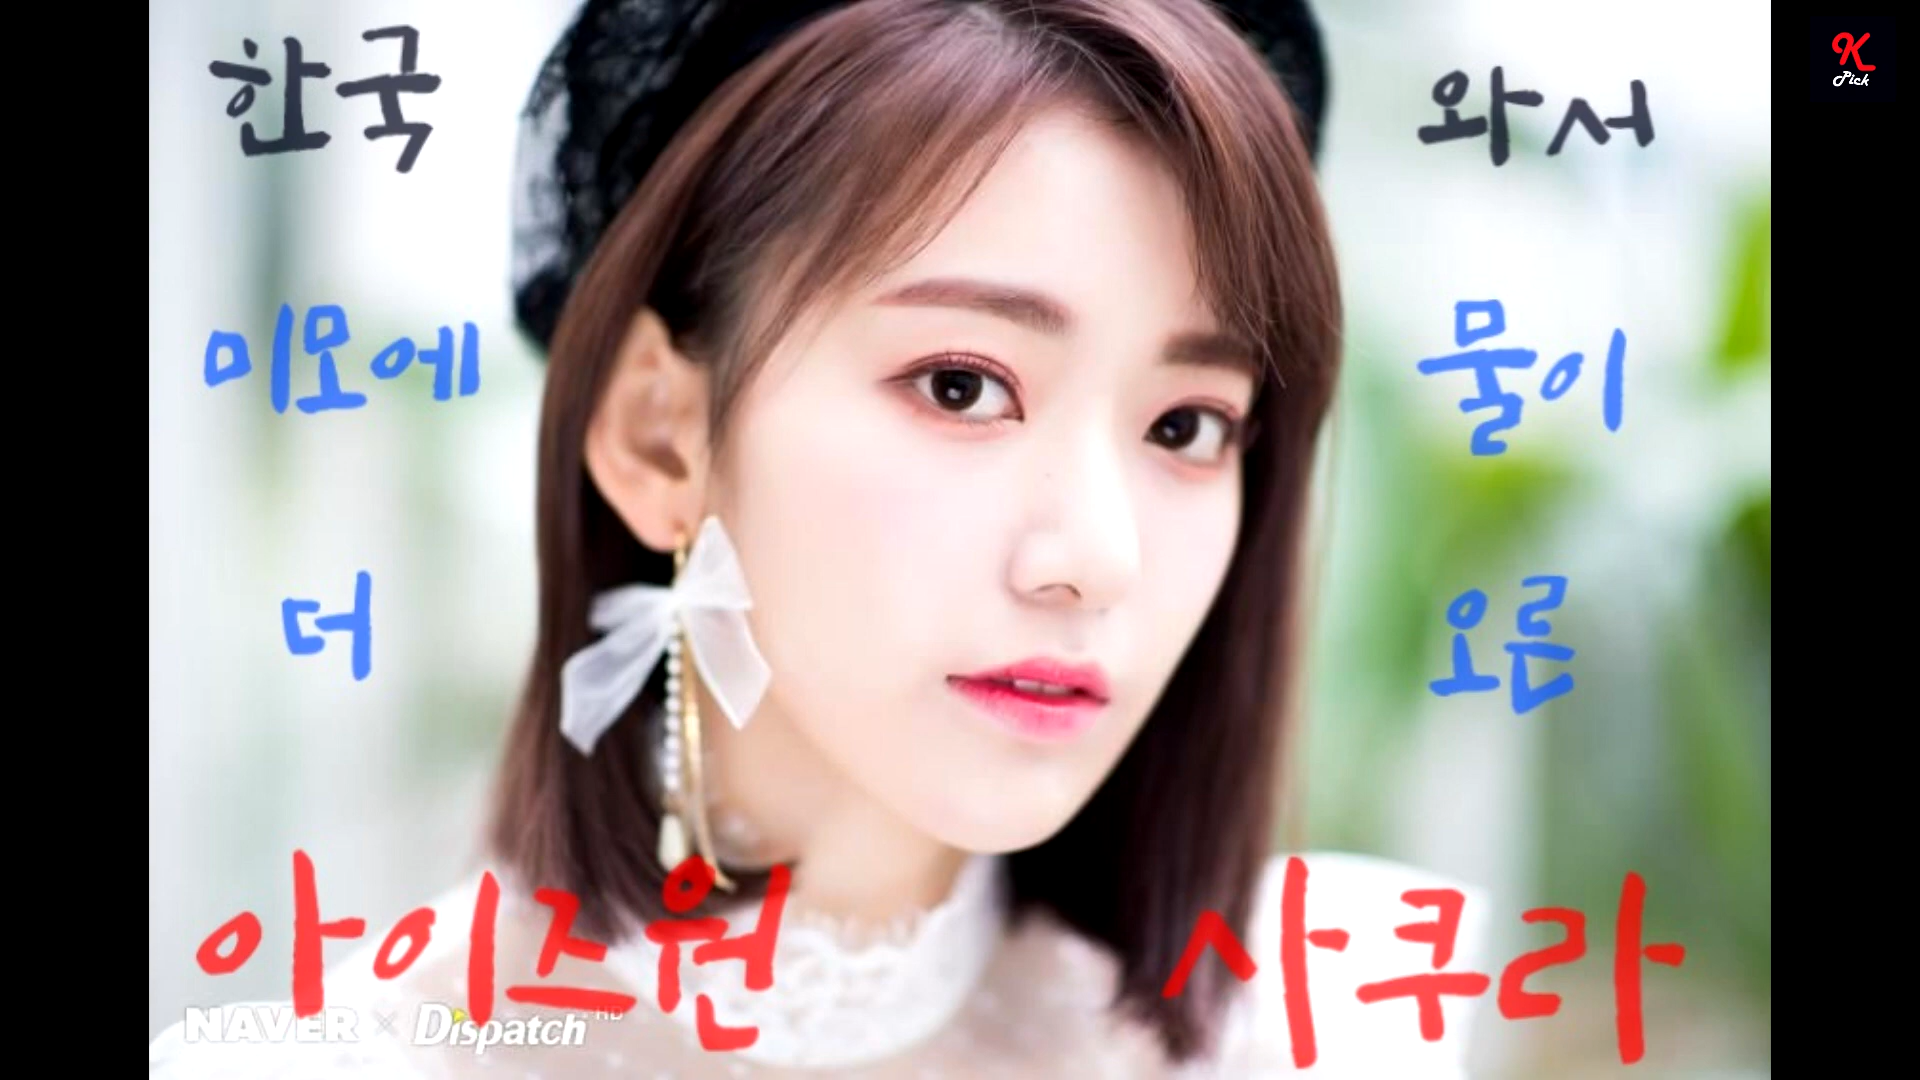 한국 와서
미모에 물이
더 오른
아이즈원 사쿠라
NAVER × Dispatch HD
K
Pick